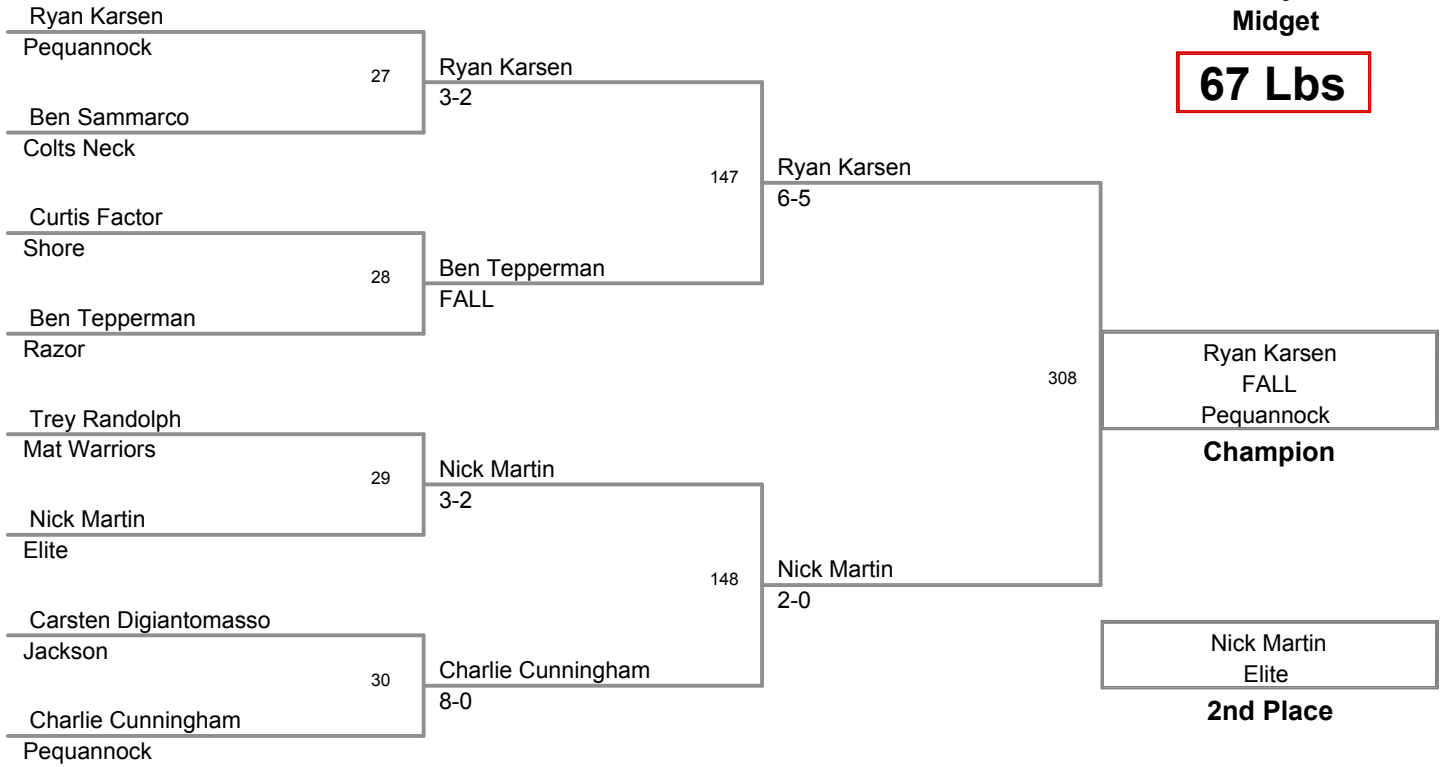 Midget
67 Lbs
Ryan Karsen
Pequannock
27
Ben Sammarco
Colts Neck
Curtis Factor
Shore
28
Ben Tepperman
Razor
Trey Randolph
Mat Warriors
29
Nick Martin
Elite
Carsten Digiantomasso
Jackson
30
Charlie Cunningham
Pequannock
Ryan Karsen
3-2
147
Ben Tepperman
FALL
Nick Martin
3-2
148
Charlie Cunningham
8-0
Ryan Karsen
6-5
308
Nick Martin
2-0
Ryan Karsen
FALL
Pequannock
Champion
Nick Martin
Elite
2nd Place